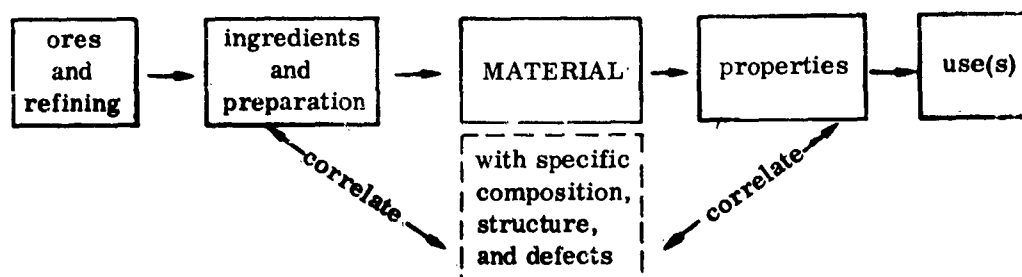 ores
and
refining
ingredients
and
preparation
MATERIAL
properties
use(s)
correlate
with specific
composition,
structure,
and defects
correlate